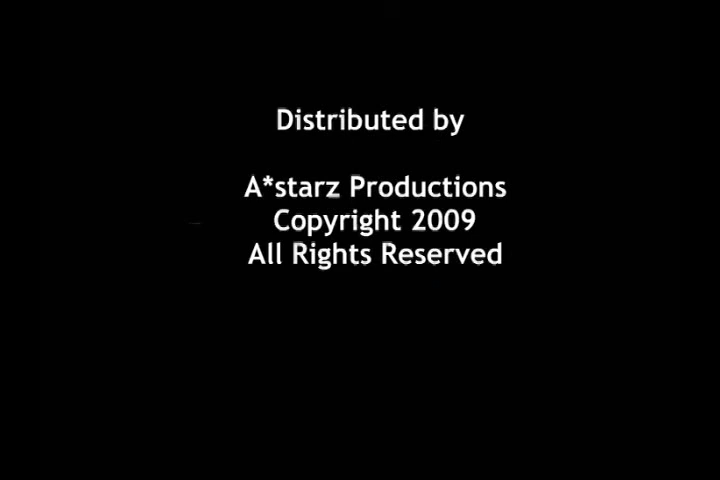 Distributed by
A*starz Productions
Copyright 2009
All Rights Reserved